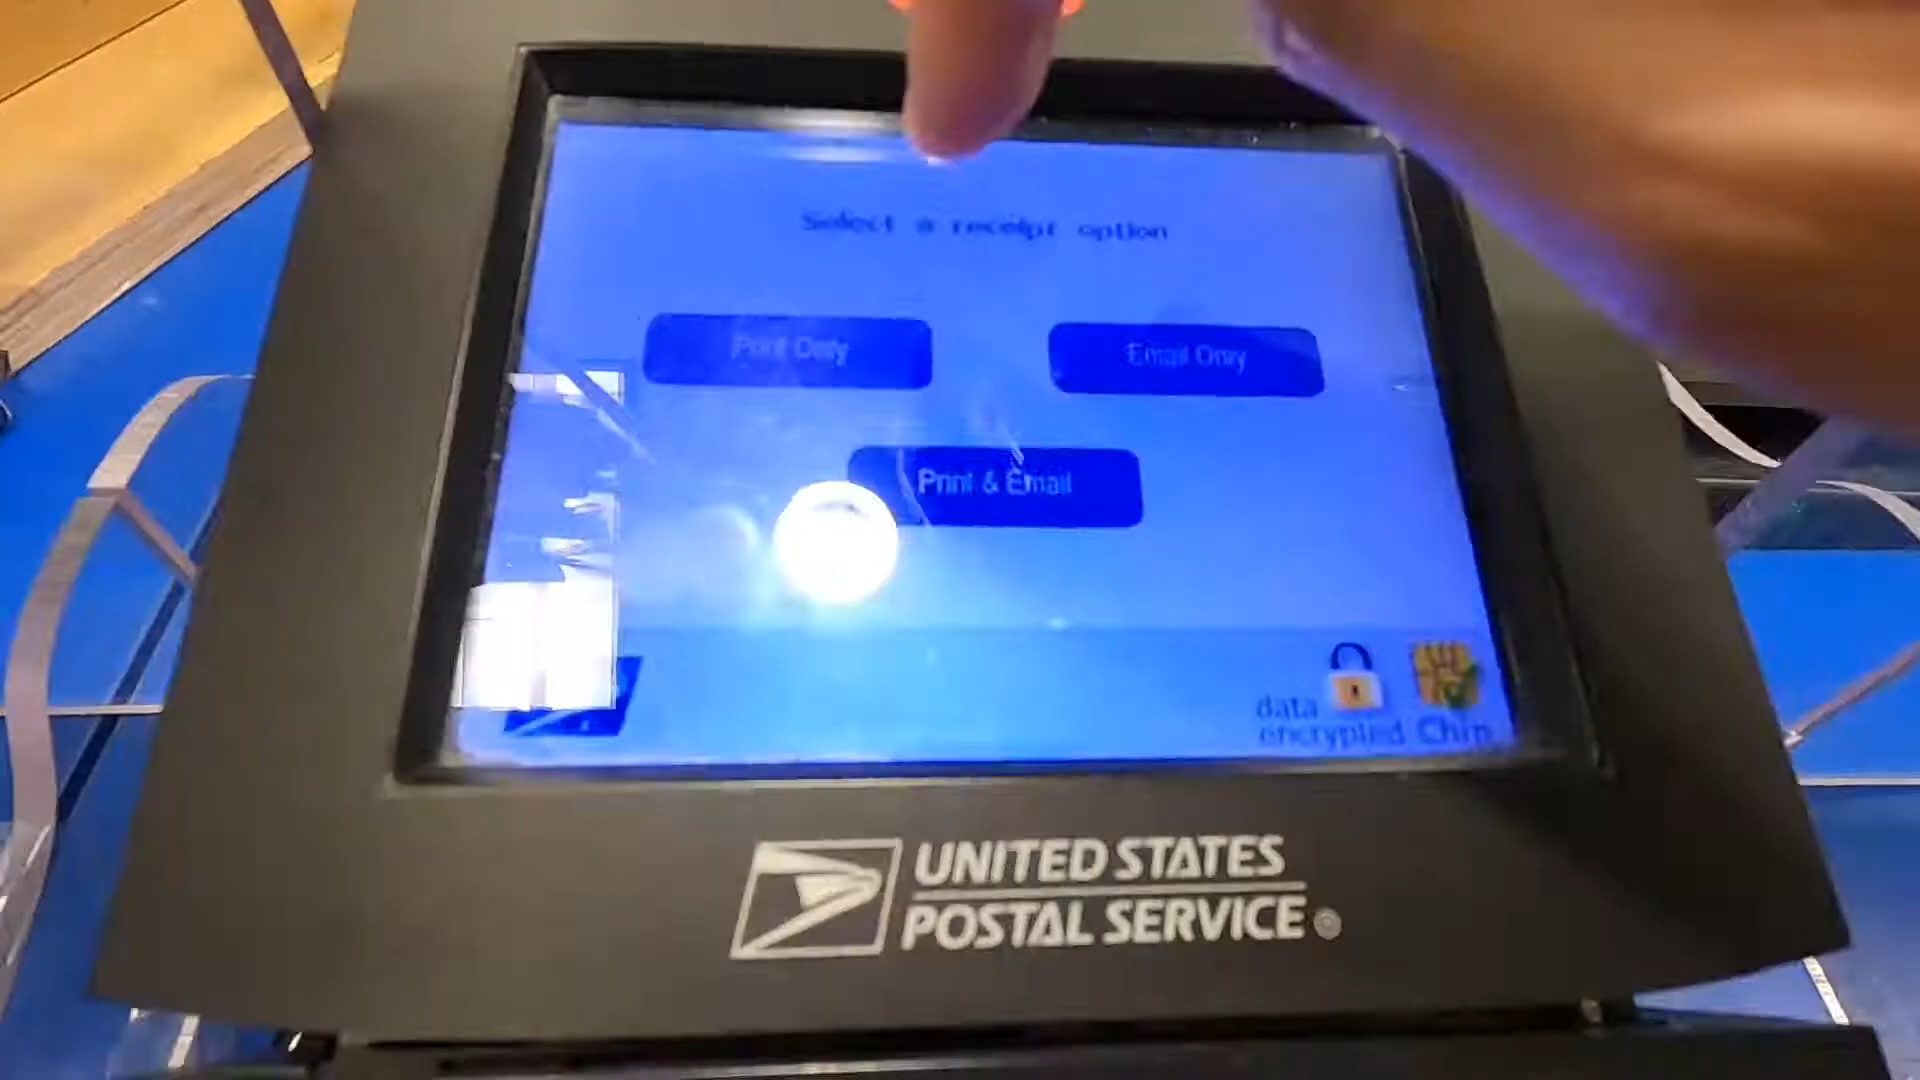 Select a receipt option
Print Only
Email Only
Print & Email
data
encrypted Chip
UNITED STATES
POSTAL SERVICE®